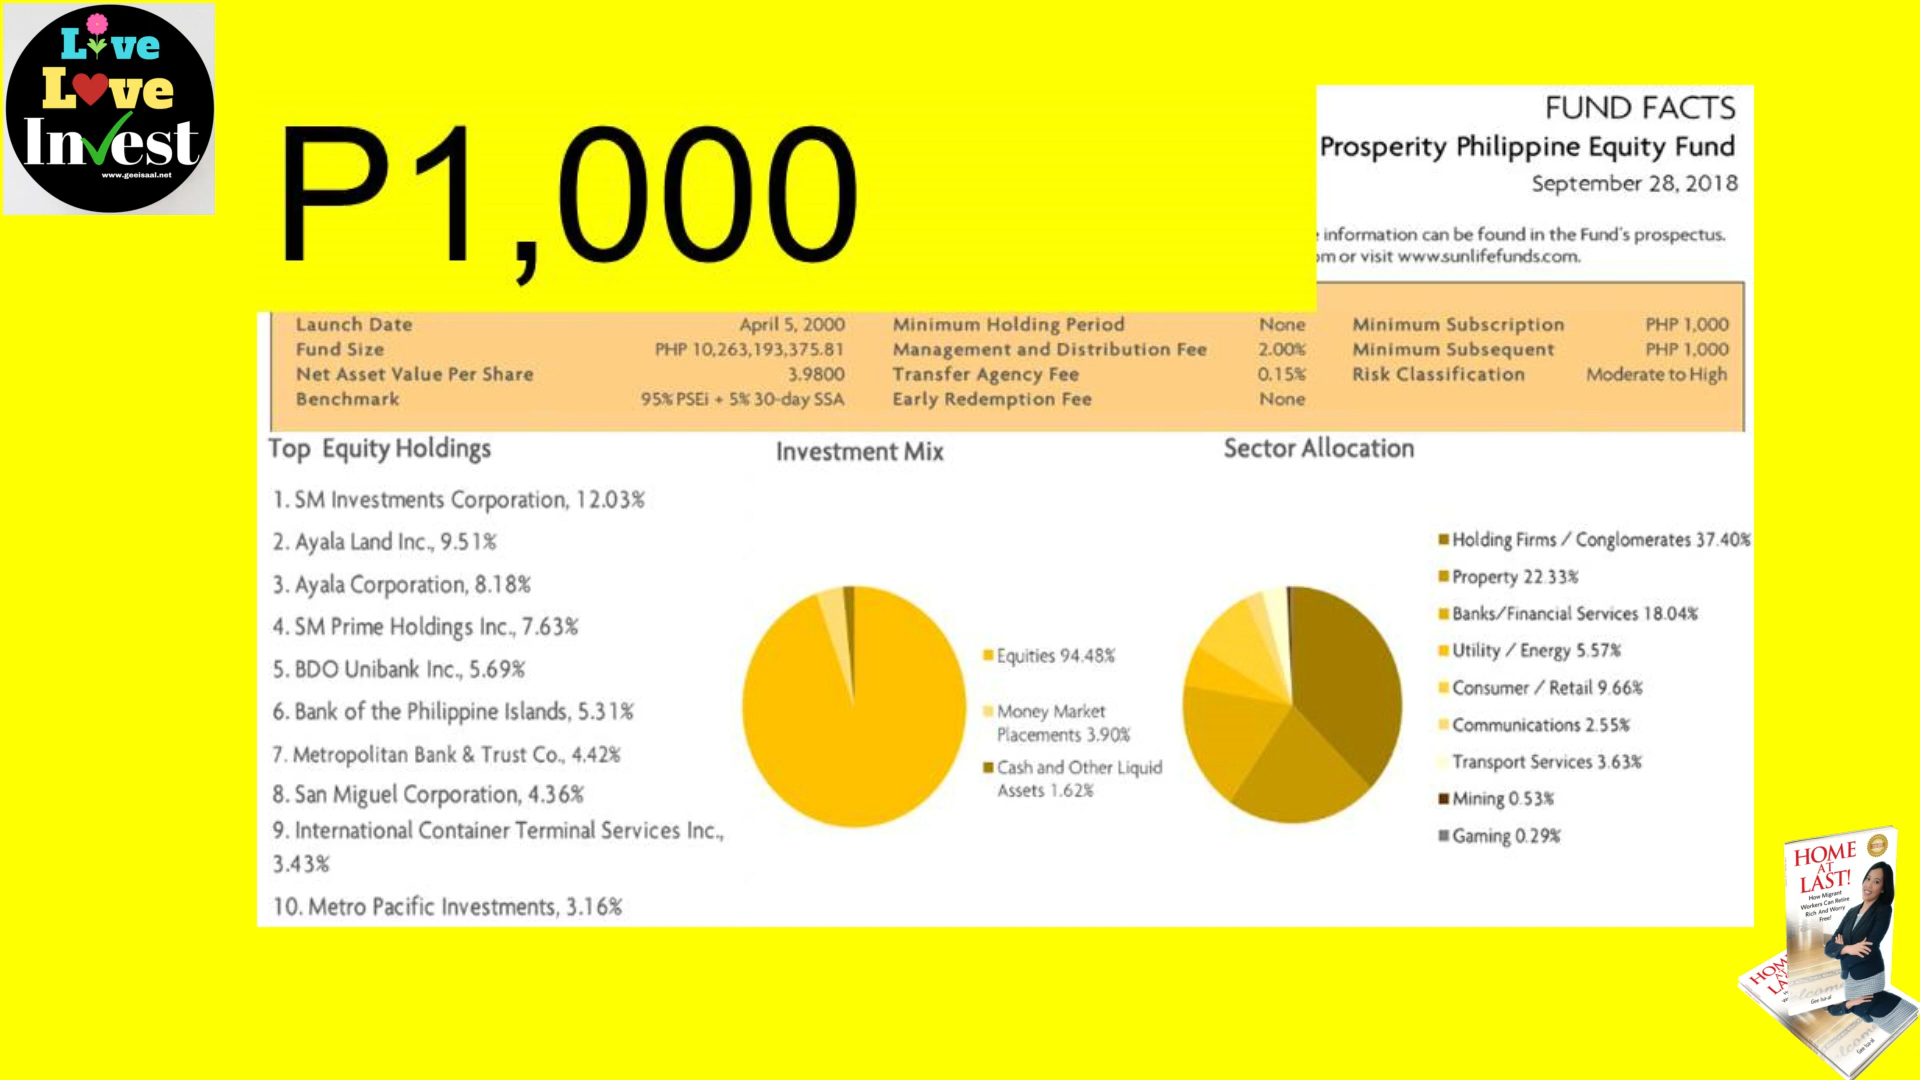 Live
Love
Invest
www.geeisaal.net
P1,000
FUND FACTS
Prosperity Philippine Equity Fund
September 28, 2018
information can be found in the Fund's prospectus.
or visit www.sunlifefunds.com.
Launch Date April 5, 2000 Minimum Holding Period None Minimum Subscription PHP 1,000
Fund Size PHP 10,263,193,375.81 Management and Distribution Fee 2.00% Minimum Subsequent PHP 1,000
Net Asset Value Per Share 3.9800 Transfer Agency Fee 0.15% Risk Classification Moderate to High
Benchmark 95% PSEi + 5% 30-day SSA Early Redemption Fee None
Top Equity Holdings
1. SM Investments Corporation, 12.03%
2. Ayala Land Inc., 9.51%
3. Ayala Corporation, 8.18%
4. SM Prime Holdings Inc., 7.63%
5. BDO Unibank Inc., 5.69%
6. Bank of the Philippine Islands, 5.31%
7. Metropolitan Bank & Trust Co., 4.42%
8. San Miguel Corporation, 4.36%
9. International Container Terminal Services Inc.,
3.43%
10. Metro Pacific Investments, 3.16%
Investment Mix
Equities 94.48%
Money Market
Placements 3.90%
Cash and Other Liquid
Assets 1.62%
Sector Allocation
Holding Firms / Conglomerates 37.40%
Property 22.33%
Banks/Financial Services 18.04%
Utility / Energy 5.57%
Consumer / Retail 9.66%
Communications 2.55%
Transport Services 3.63%
Mining 0.53%
Gaming 0.29%
HOME
AT
LAST!
How Migrant
Workers Can Retire
Rich And Worry
Free!